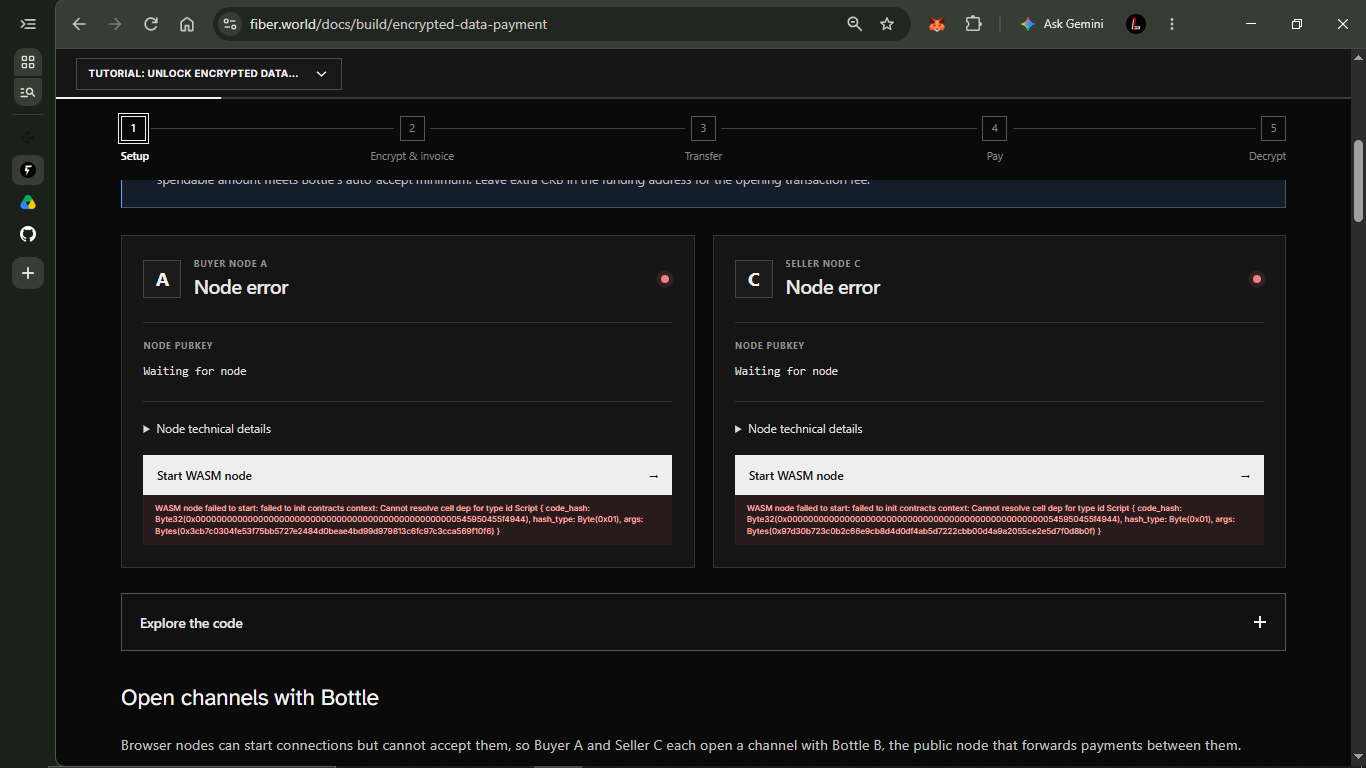 fiber.world/docs/build/encrypted-data-payment
Ask Gemini
TUTORIAL: UNLOCK ENCRYPTED DATA...
1
2
3
4
5
Setup
Encrypt & invoice
Transfer
Pay
Decrypt
spendable amount meets Bottle's auto-accept minimum. Leave extra CKB in the funding address for the opening transaction fee.
A
BUYER NODE A
Node error
NODE PUBKEY
Waiting for node
Node technical details
Start WASM node →
WASM node failed to start: failed to init contracts context: Cannot resolve cell dep for type id Script { code_hash:
Byte32(0x00000000000000000000000000000000000000000000000000545950455f4944), hash_type: Byte(0x01), args:
Bytes(0x3cb7c0304fe53f75bb5727e2484d0beae4bd99d979813c6fc97c3cca569f10f6) }
C
SELLER NODE C
Node error
NODE PUBKEY
Waiting for node
Node technical details
Start WASM node →
WASM node failed to start: failed to init contracts context: Cannot resolve cell dep for type id Script { code_hash:
Byte32(0x00000000000000000000000000000000000000000000000000545950455f4944), hash_type: Byte(0x01), args:
Bytes(0x97d30b723c0b2c66e9cb8d4d0df4ab5d7222cbb00d4a9a2055ce2e5d7f0d8b0f) }
Explore the code
Open channels with Bottle
Browser nodes can start connections but cannot accept them, so Buyer A and Seller C each open a channel with Bottle B, the public node that forwards payments between them.